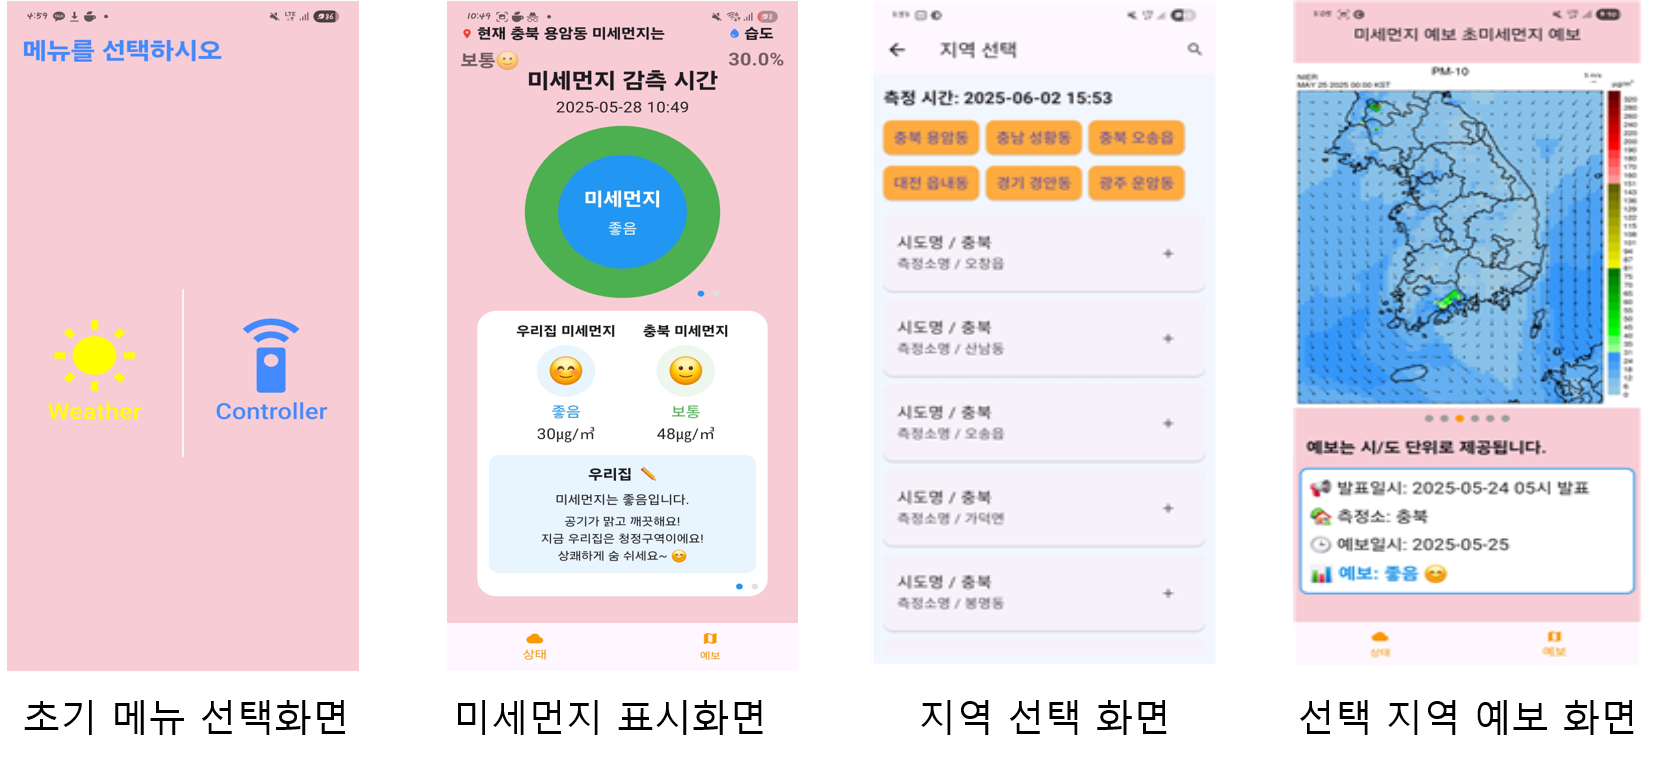 4:59
LTE
36
메뉴를 선택하시오
Weather
Controller
초기 메뉴 선택화면
10:49
현재 충북 용암동 미세먼지는
습도
보통
30.0%
미세먼지 감측 시간
2025-05-28 10:49
미세먼지
좋음
우리집 미세먼지
충북 미세먼지
좋음
보통
30μg/㎥
48μg/㎥
우리집
미세먼지는 좋음입니다.
공기가 맑고 깨끗해요!
지금 우리집은 청정구역이에요!
상쾌하게 숨 쉬세요~
상태
예보
미세먼지 표시화면
지역 선택
측정 시간: 2025-06-02 15:53
충북 용암동
충남 성황동
충북 오송읍
대전 읍내동
경기 경안동
광주 운암동
시도명 / 충북
측정소명 / 오창읍
+
시도명 / 충북
측정소명 / 산남동
+
시도명 / 충북
측정소명 / 오송읍
+
시도명 / 충북
측정소명 / 가덕면
+
시도명 / 충북
측정소명 / 봉명동
+
지역 선택 화면
미세먼지 예보 초미세먼지 예보
PM-10
NIER
MAY 25 2025 00:00 KST
5 m/s
예보는 시/도 단위로 제공됩니다.
발표일시: 2025-05-24 05시 발표
측정소: 충북
예보일시: 2025-05-25
예보: 좋음
상태
예보
선택 지역 예보 화면